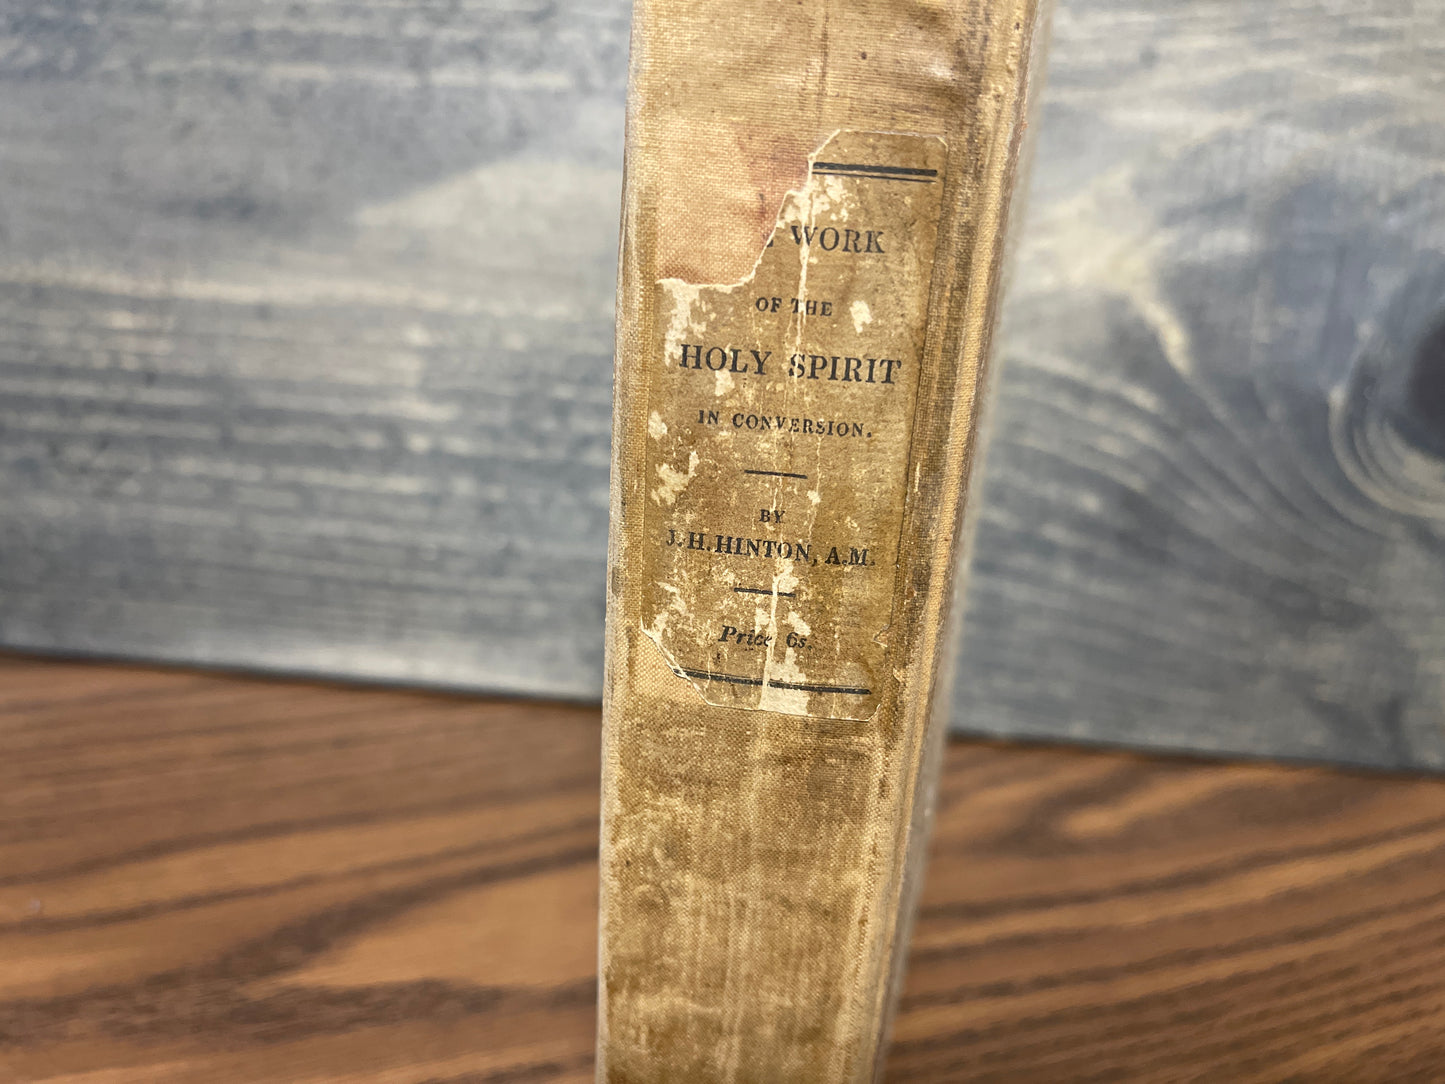 WORK
OF THE
HOLY SPIRIT
IN CONVERSION.
BY
J.H.HINTON, A.M.
Price 6s.